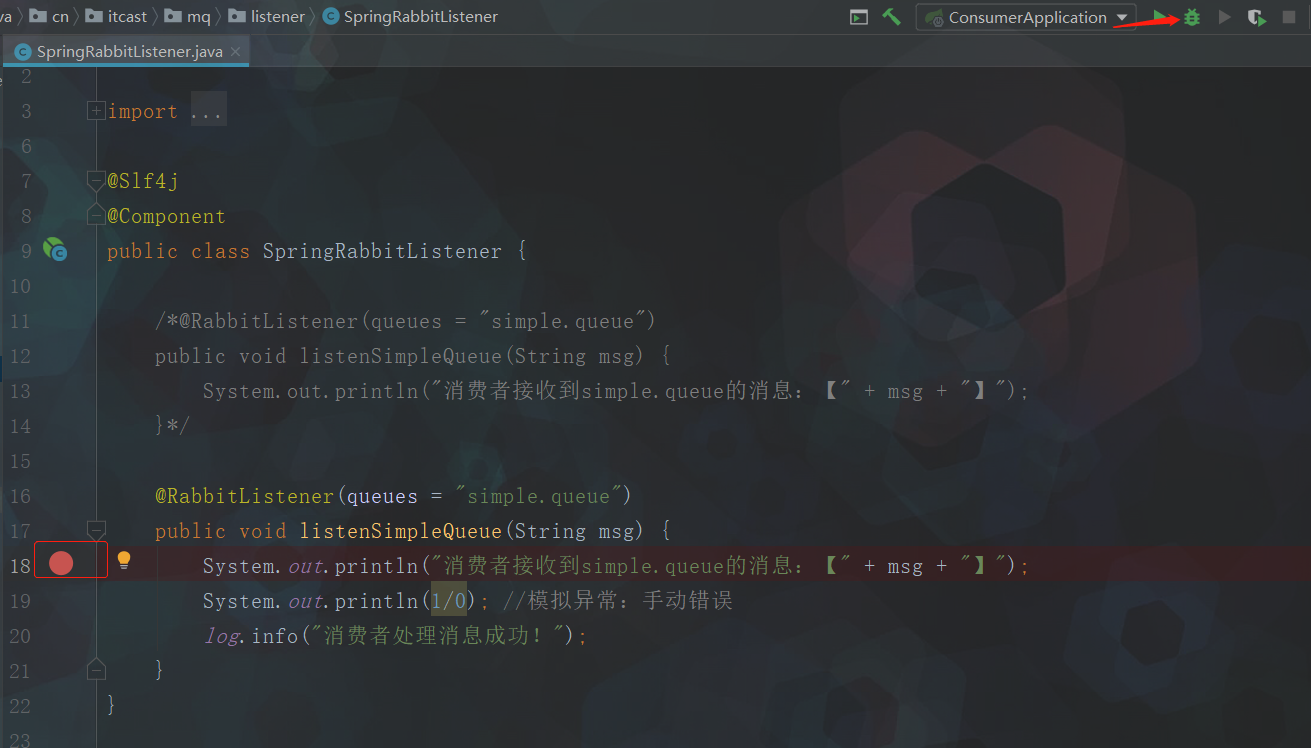 va 〉 cn 〉 itcast 〉 mq 〉 listener 〉 SpringRabbitListener
ConsumerApplication
SpringRabbitListener.java
2
3 import ...
6
7 @Slf4j
8 @Component
9 public class SpringRabbitListener {
10
11 /*@RabbitListener(queues = "simple.queue")
12 public void listenSimpleQueue(String msg) {
13 System.out.println("消费者接收到simple.queue的消息：【" + msg + "】");
14 }*/
15
16 @RabbitListener(queues = "simple.queue")
17 public void listenSimpleQueue(String msg) {
18 System.out.println("消费者接收到simple.queue的消息：【" + msg + "】");
19 System.out.println(1/0); //模拟异常：手动错误
20 log.info("消费者处理消息成功！");
21 }
22 }
23